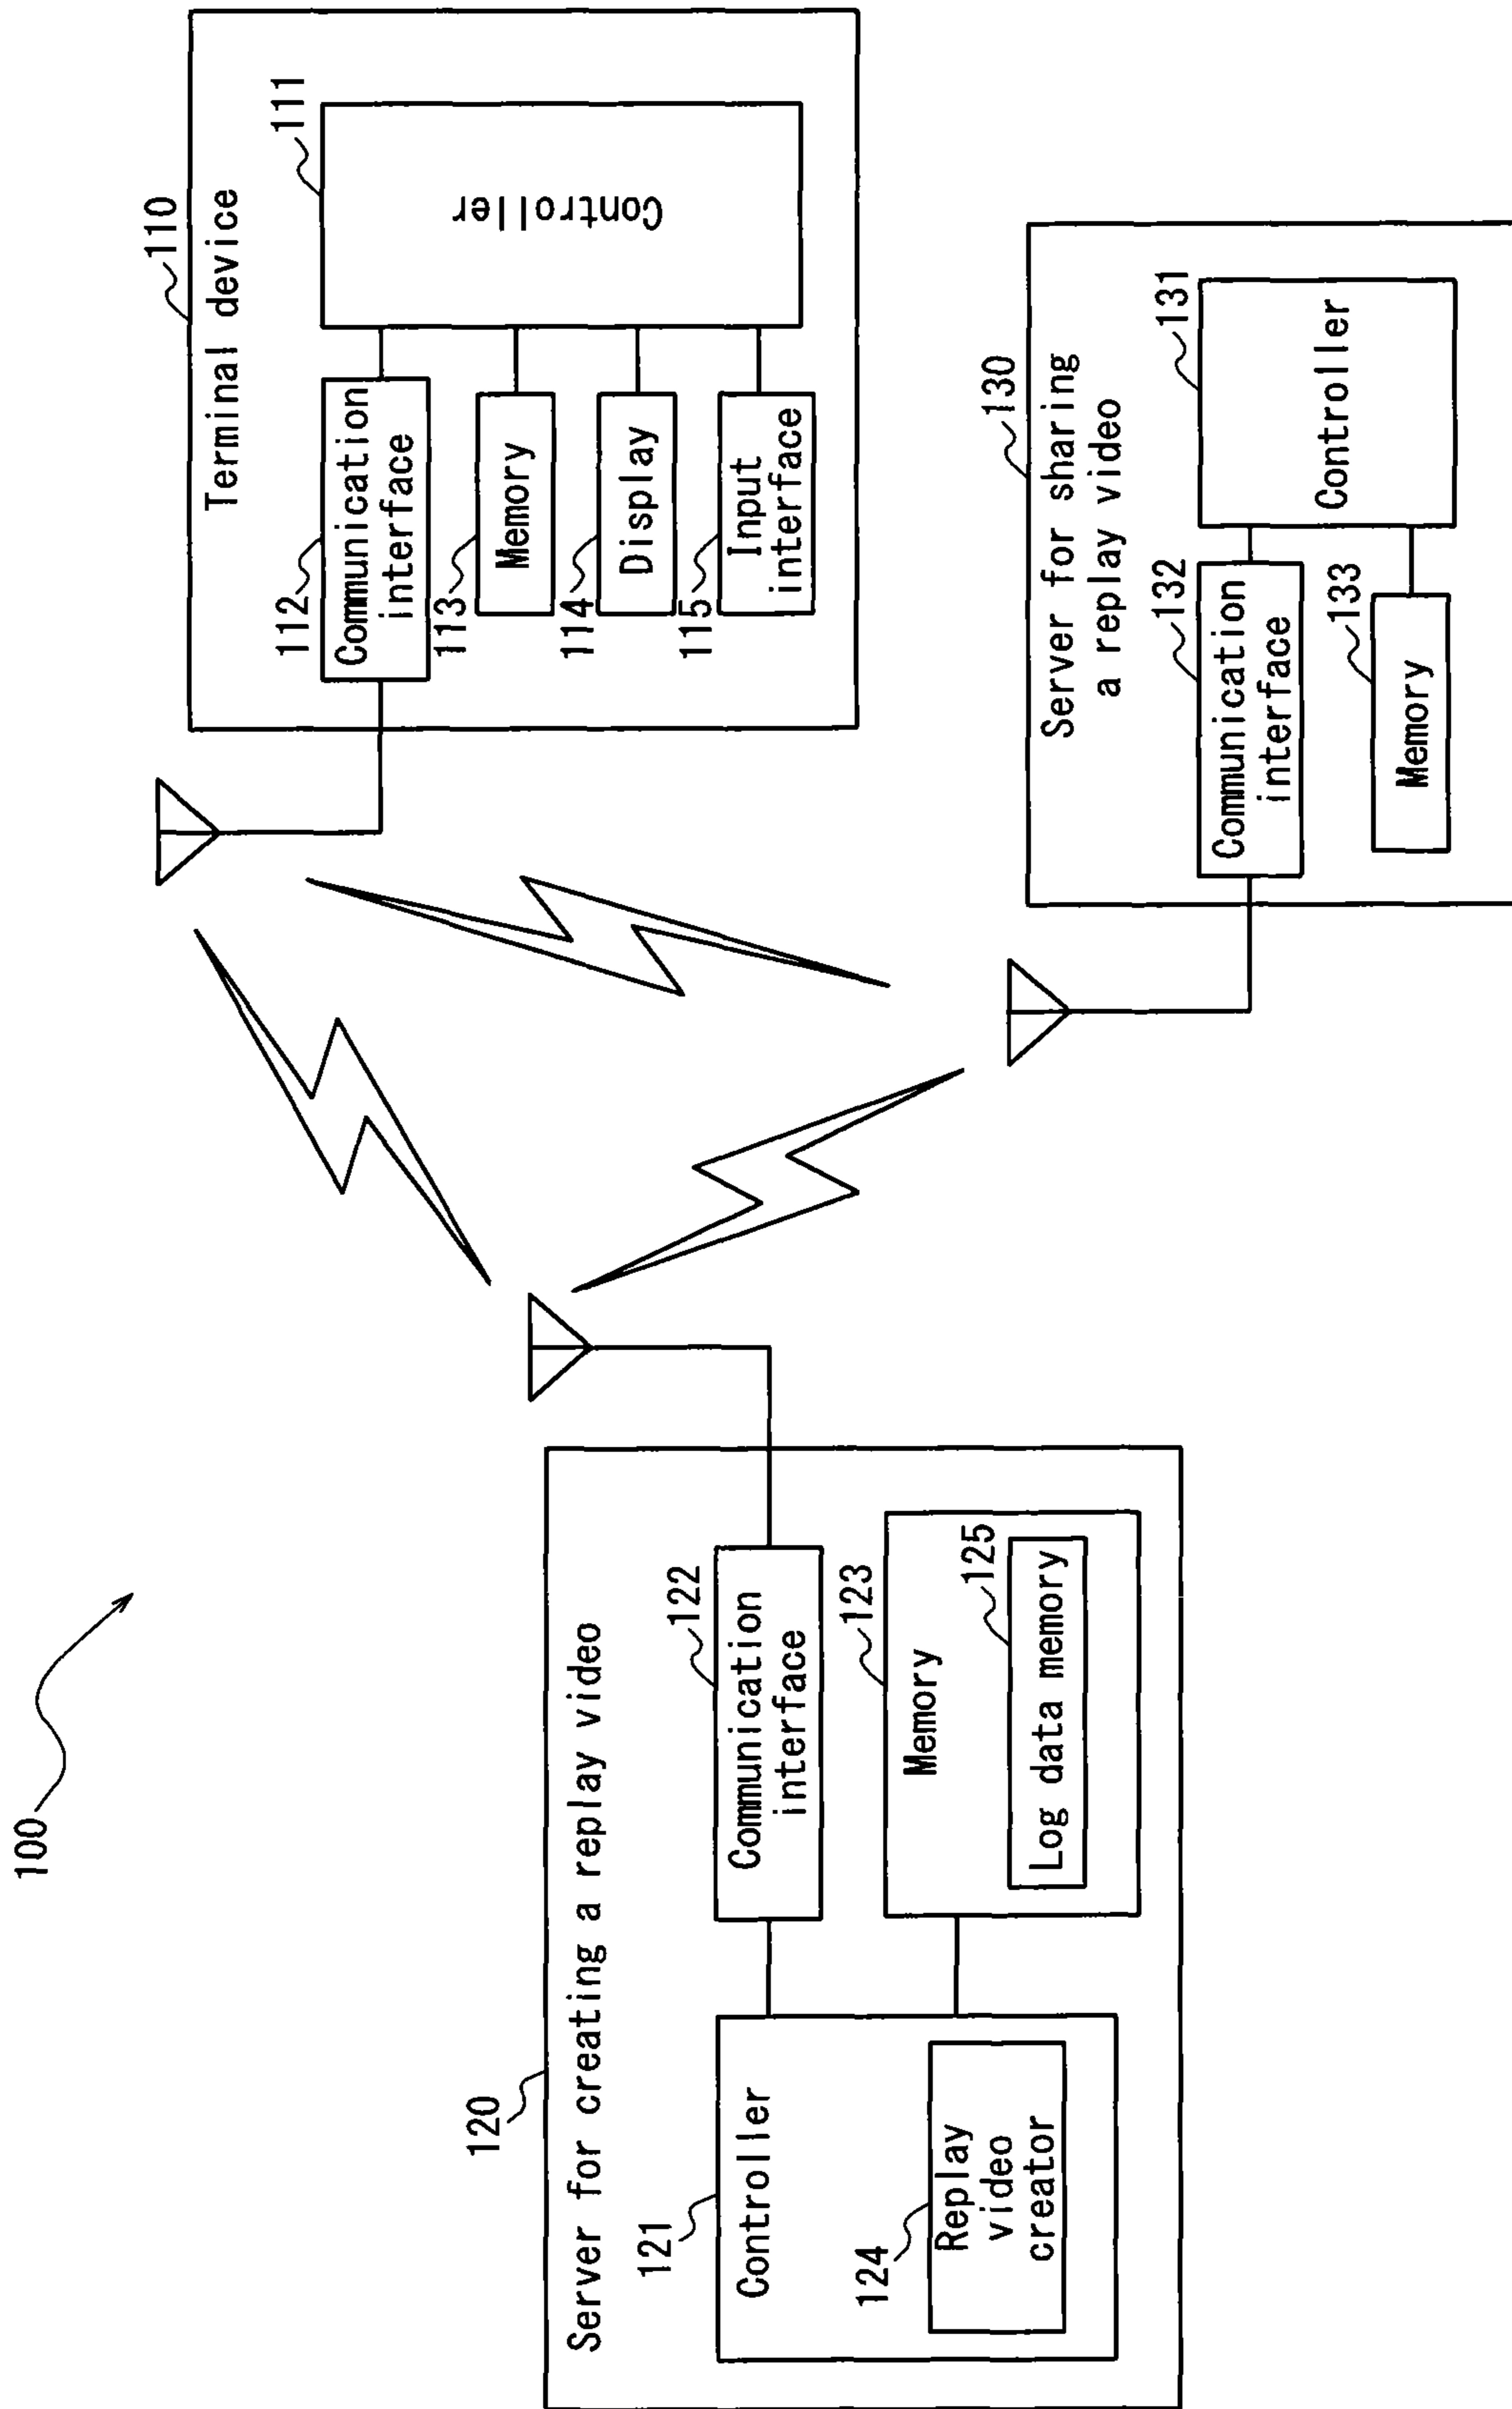 100
120
Server for creating a replay video
121
Controller
124
Replay
video
creator
122
Communication
interface
123
Memory
125
Log data memory
110
Terminal device
111
Controller
112
Communication
interface
113
Memory
114
Display
115
Input
interface
130
Server for sharing
a replay video
131
Controller
132
Communication
interface
133
Memory